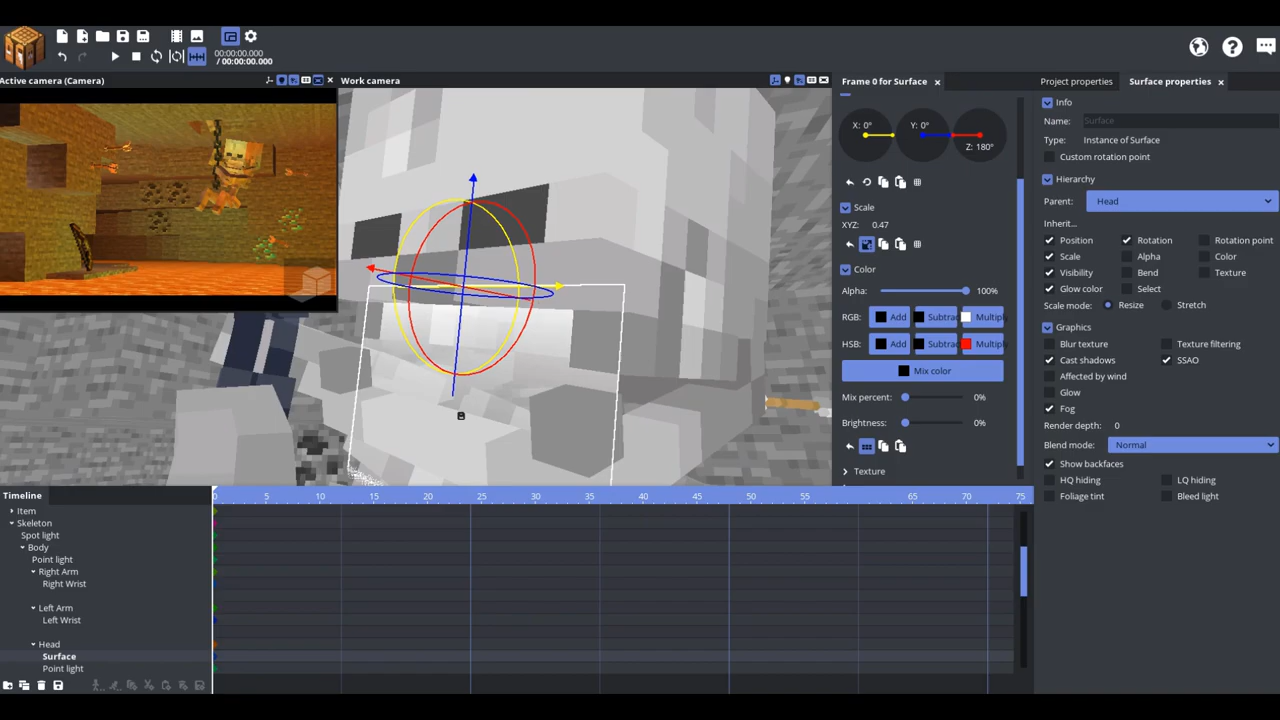 00:00:00.000
/ 00:00:00.000
Active camera (Camera)
Work camera
Frame 0 for Surface
Project properties
Surface properties
X: 0°
Y: 0°
Z: 180°
Scale
XYZ: 0.47
Color
Alpha: 100%
RGB: Add Subtrac Multiply
HSB: Add Subtrac Multiply
Mix color
Mix percent: 0%
Brightness: 0%
Texture
Info
Name: Surface
Type: Instance of Surface
Custom rotation point
Hierarchy
Parent: Head
Inherit...
Position Rotation Rotation point
Scale Alpha Color
Visibility Bend Texture
Glow color Select
Scale mode: Resize Stretch
Graphics
Blur texture Texture filtering
Cast shadows SSAO
Affected by wind
Glow
Fog
Render depth: 0
Blend mode: Normal
Show backfaces
HQ hiding LQ hiding
Foliage tint Bleed light
Timeline
0 5 10 15 20 25 30 35 40 45 50 55 60 65 70 75
Item
Skeleton
Spot light
Body
Point light
Right Arm
Right Wrist
Left Arm
Left Wrist
Head
Surface
Point light